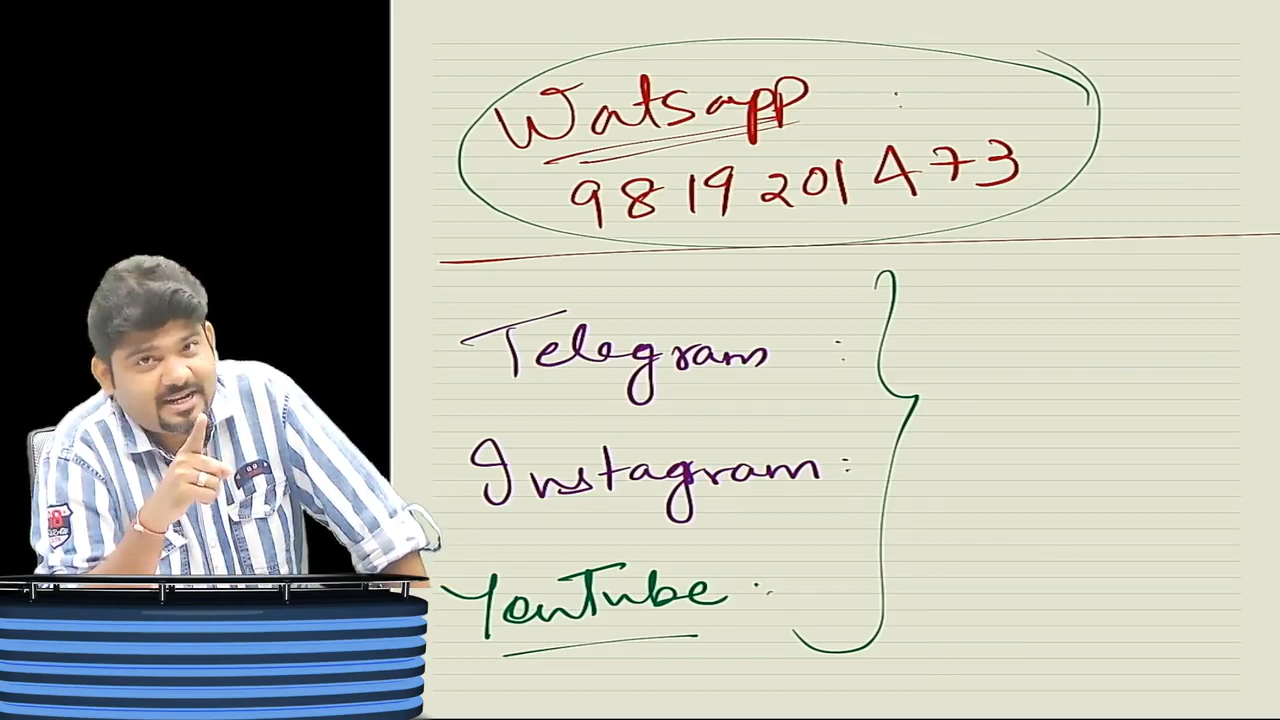 Watsapp :
9819201473
Telegram :
Instagram :
YouTube :